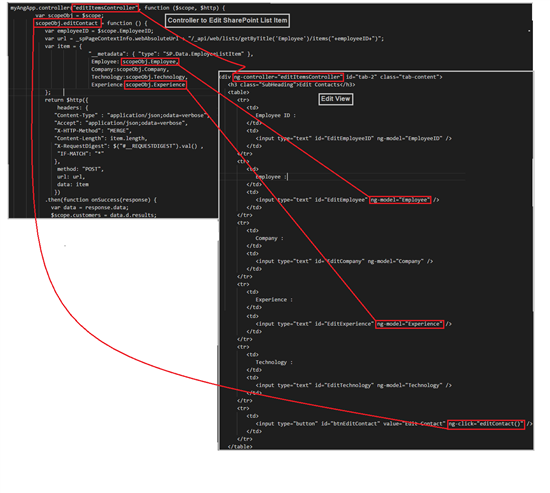 myAngApp.controller("editItemsController", function ($scope, $http) {
Controller to Edit SharePoint List Item
var scopeObj = $scope;
scopeObj.editContact = function () {
var employeeID = $scope.EmployeeID;
var url = _spPageContextInfo.webAbsoluteUrl + "/_api/web/lists/getByTitle('Employee')/items("+employeeID+")";
var item = {
"__metadata": { "type": "SP.Data.EmployeeListItem" },
Employee: scopeObj.Employee,
Company:scopeObj.Company,
Technology:scopeObj.Technology,
Experience:scopeObj.Experience
};
return $http({
headers: {
"Content-Type" : "application/json;odata=verbose",
"Accept": "application/json;odata=verbose",
"X-HTTP-Method": "MERGE",
"Content-Length": item.length,
"X-RequestDigest": $("#__REQUESTDIGEST").val() ,
"IF-MATCH": "*"
},
method: "POST",
url: url,
data: item
})
.then(function onSuccess(response) {
var data = response.data;
$scope.customers = data.d.results;
<div ng-controller="editItemsController" id="tab-2" class="tab-content">
<h3 class="SubHeading">Edit Contacts</h3>
Edit View
<table>
<tr>
<td>
Employee ID :
</td>
<td>
<input type="text" id="EditEmployeeID" ng-model="EmployeeID" />
</td>
</tr>
<tr>
<td>
Employee :
</td>
<td>
<input type="text" id="EditEmployee" ng-model="Employee" />
</td>
</tr>
<tr>
<td>
Company :
</td>
<td>
<input type="text" id="EditCompany" ng-model="Company" />
</td>
</tr>
<tr>
<td>
Experience :
</td>
<td>
<input type="text" id="EditExperience" ng-model="Experience" />
</td>
<tr>
<td>
Technology :
</td>
<td>
<input type="text" id="EditTechnology" ng-model="Technology" />
</td>
</tr>
<tr>
<td>
<input type="button" id="btnEditContact" value="Edit Contact" ng-click="editContact()" />
</td>
</tr>
</table>